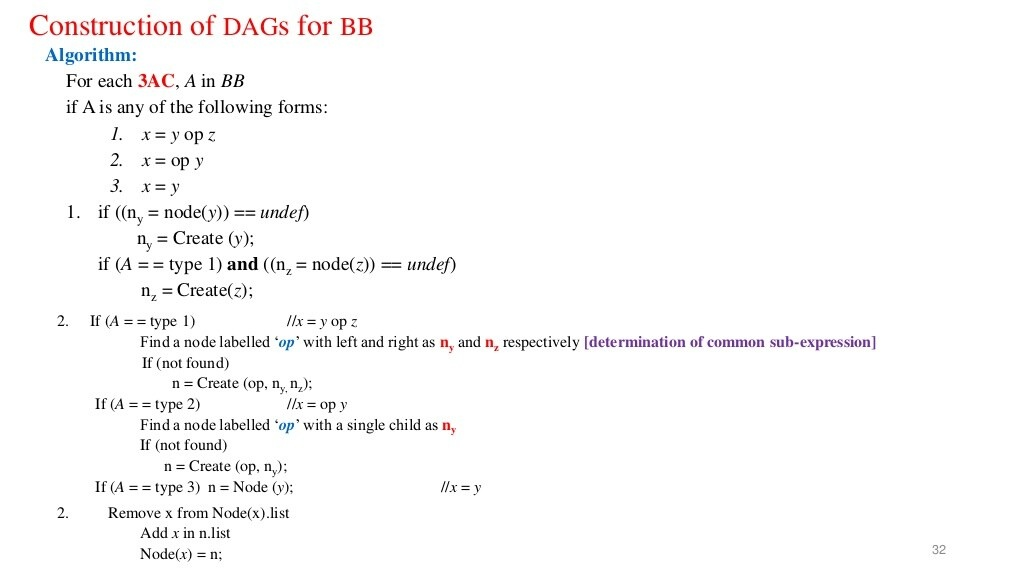 Construction of DAGs for BB
Algorithm:
For each 3AC, A in BB
if A is any of the following forms:
1. x = y op z
2. x = op y
3. x = y
1. if ((ny = node(y)) == undef)
ny = Create (y);
if (A = = type 1) and ((nz = node(z)) == undef)
nz = Create(z);
2. If (A = = type 1) //x = y op z
Find a node labelled ‘op’ with left and right as ny and nz respectively [determination of common sub-expression]
If (not found)
n = Create (op, ny, nz);
If (A = = type 2) //x = op y
Find a node labelled ‘op’ with a single child as ny
If (not found)
n = Create (op, ny);
If (A = = type 3) n = Node (y); //x = y
2. Remove x from Node(x).list
Add x in n.list
Node(x) = n;
32